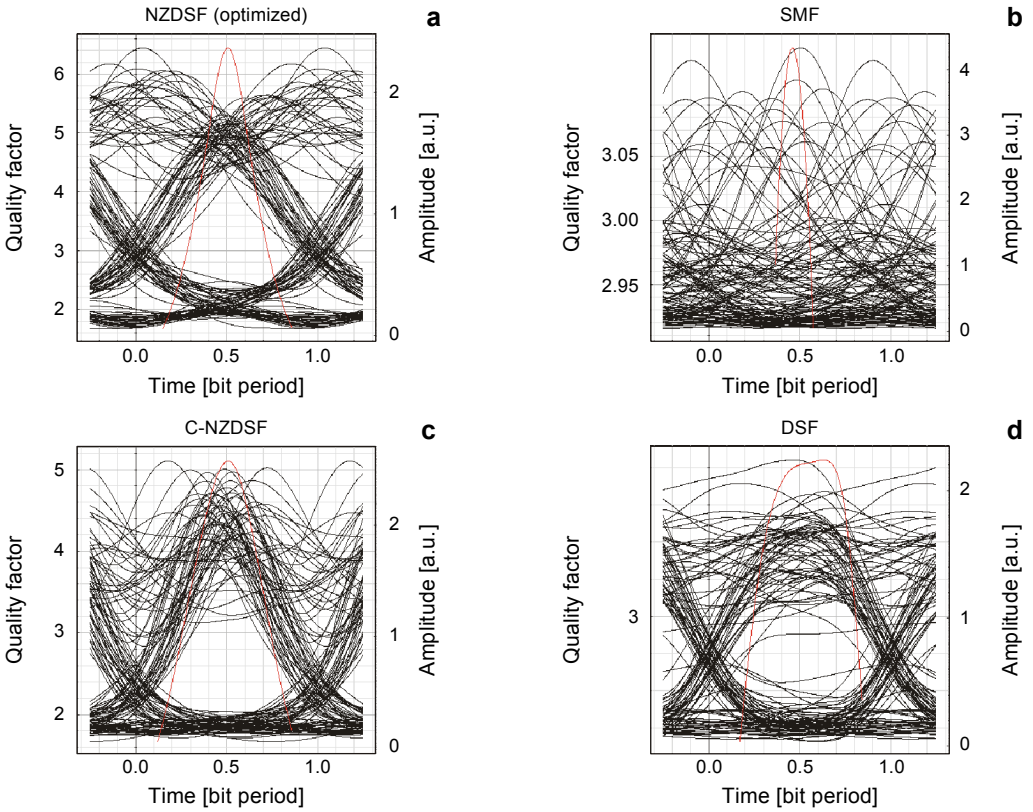 NZDSF (optimized)
a
Quality factor
6
5
4
3
2
2
1
0
Amplitude [a.u.]
0.0 0.5 1.0
Time [bit period]
SMF
b
Quality factor
3.05
3.00
2.95
4
3
2
1
0
Amplitude [a.u.]
0.0 0.5 1.0
Time [bit period]
C-NZDSF
c
Quality factor
5
4
3
2
2
1
0
Amplitude [a.u.]
0.0 0.5 1.0
Time [bit period]
DSF
d
Quality factor
3
2
1
0
Amplitude [a.u.]
0.0 0.5 1.0
Time [bit period]